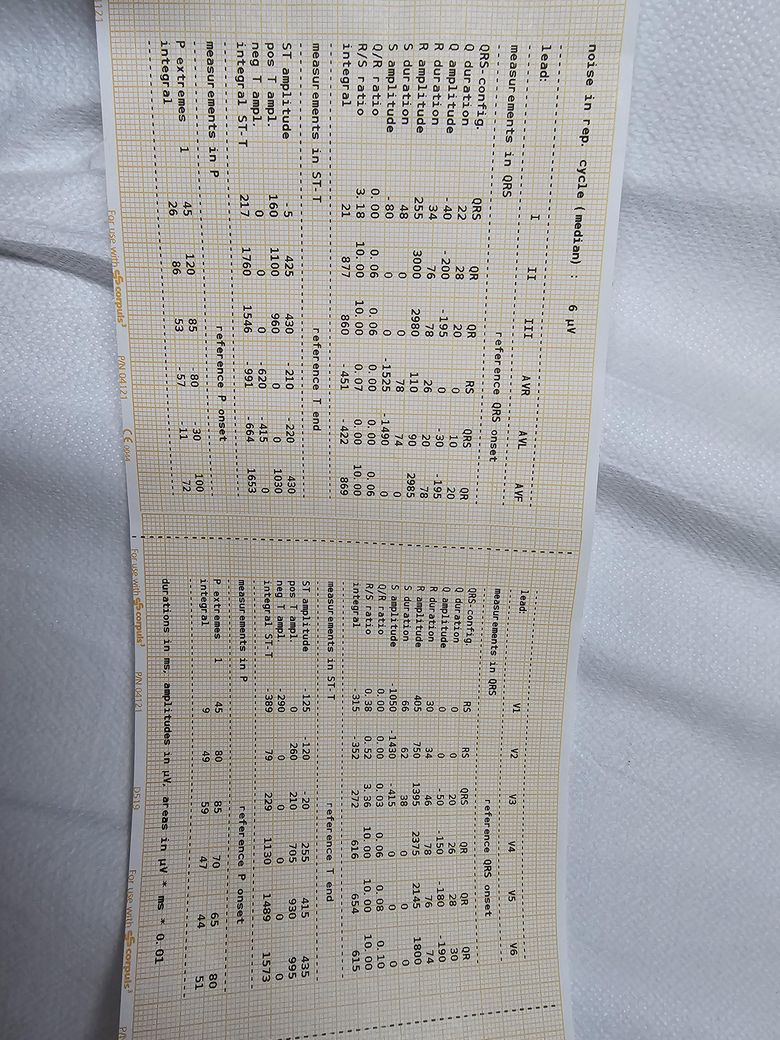 noise in rep. cycle (median) : 6 µV
lead: I II III AVR AVL AVF
measurements in QRS reference QRS onset
QRS-config. QRS QR QR RS QRS QR
Q duration 22 28 20 0 10 20
Q amplitude -40 -200 -195 0 -30 -195
R duration 34 76 78 26 20 78
R amplitude 255 3000 2980 110 90 2985
S duration 48 0 0 78 74 0
S amplitude -80 0 0 -1525 -1490 0
Q/R ratio 0.00 0.06 0.06 0.00 0.00 0.06
R/S ratio 3.18 10.00 10.00 0.07 0.00 10.00
integral 21 877 860 -451 422 869
measurements in ST-T reference T end
ST amplitude -5 425 430 -210 -220 430
pos T ampl. 160 1100 960 0 0 1030
neg T ampl. 0 0 0 -620 -415 0
integral ST-T 217 1760 1546 -991 -664 1653
measurements in P reference P onset
P extremes 1 45 120 85 -80 30 100
integral 26 86 53 -57 -11 72
lead: V1 V2 V3 V4 V5 V6
measurements in QRS reference QRS onset
QRS-config. RS RS QRS QR QR QR
Q duration 0 0 20 26 28 30
Q amplitude 0 0 -50 -150 -180 -190
R duration 30 34 46 78 76 74
R amplitude 405 750 1395 2375 2145 1800
S duration 66 62 38 0 0 0
S amplitude -1050 -1430 -415 0 0 0
Q/R ratio 0.00 0.00 0.03 0.06 0.08 0.10
R/S ratio 0.38 0.52 3.36 10.00 10.00 10.00
integral -315 -352 272 616 654 615
measurements in ST-T reference T end
ST amplitude -125 -120 -20 255 415 435
pos T ampl. 0 260 210 705 930 995
neg T ampl. -290 0 0 0 0 0
integral ST-T 389 79 229 1130 1489 1573
measurements in P reference P onset
P extremes 1 45 80 85 70 65 80
integral 9 49 59 47 44 51
durations in ms, amplitudes in µV, areas in µV * ms * 0.01
For use with corpuls³ P/N 04121 CE 0094 For use with corpuls³ P/N 04121 For use with corpuls³ P/N